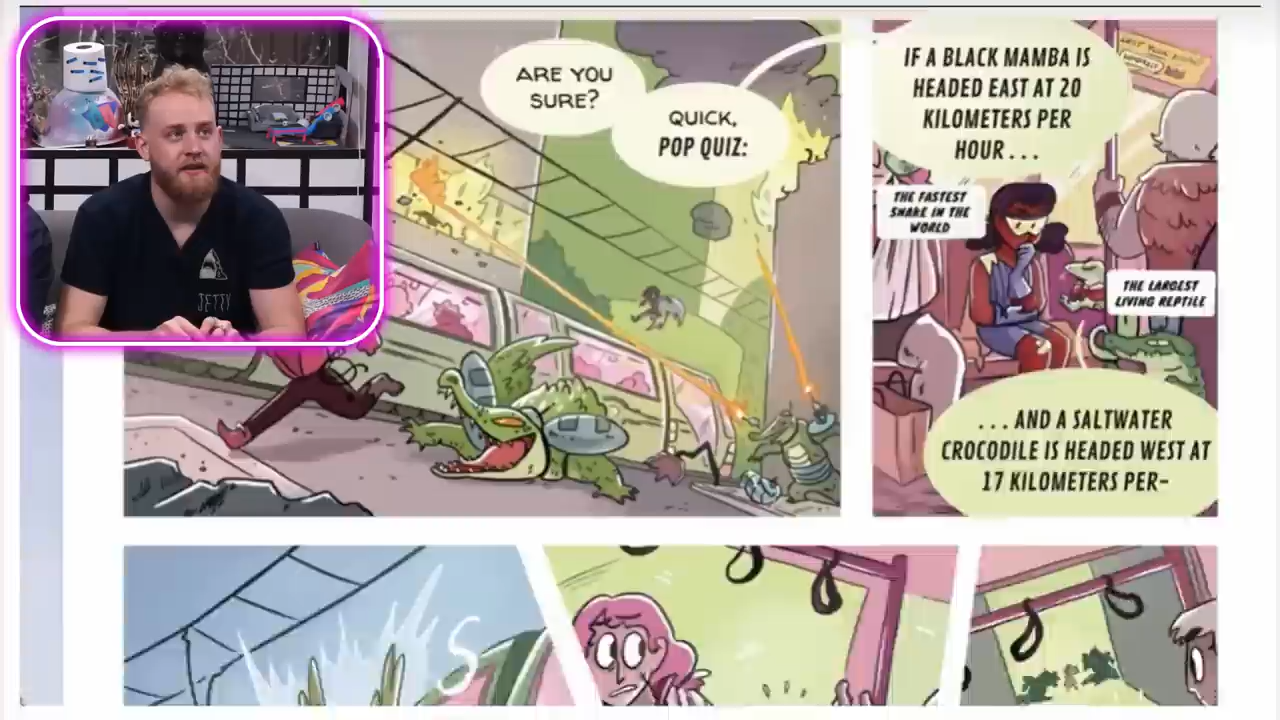 JETTY
ARE YOU
SURE?
QUICK,
POP QUIZ:
IF A BLACK MAMBA IS
HEADED EAST AT 20
KILOMETERS PER
HOUR . . .
THE FASTEST
SNAKE IN THE
WORLD
THE LARGEST
LIVING REPTILE
. . . AND A SALTWATER
CROCODILE IS HEADED WEST AT
17 KILOMETERS PER-
S